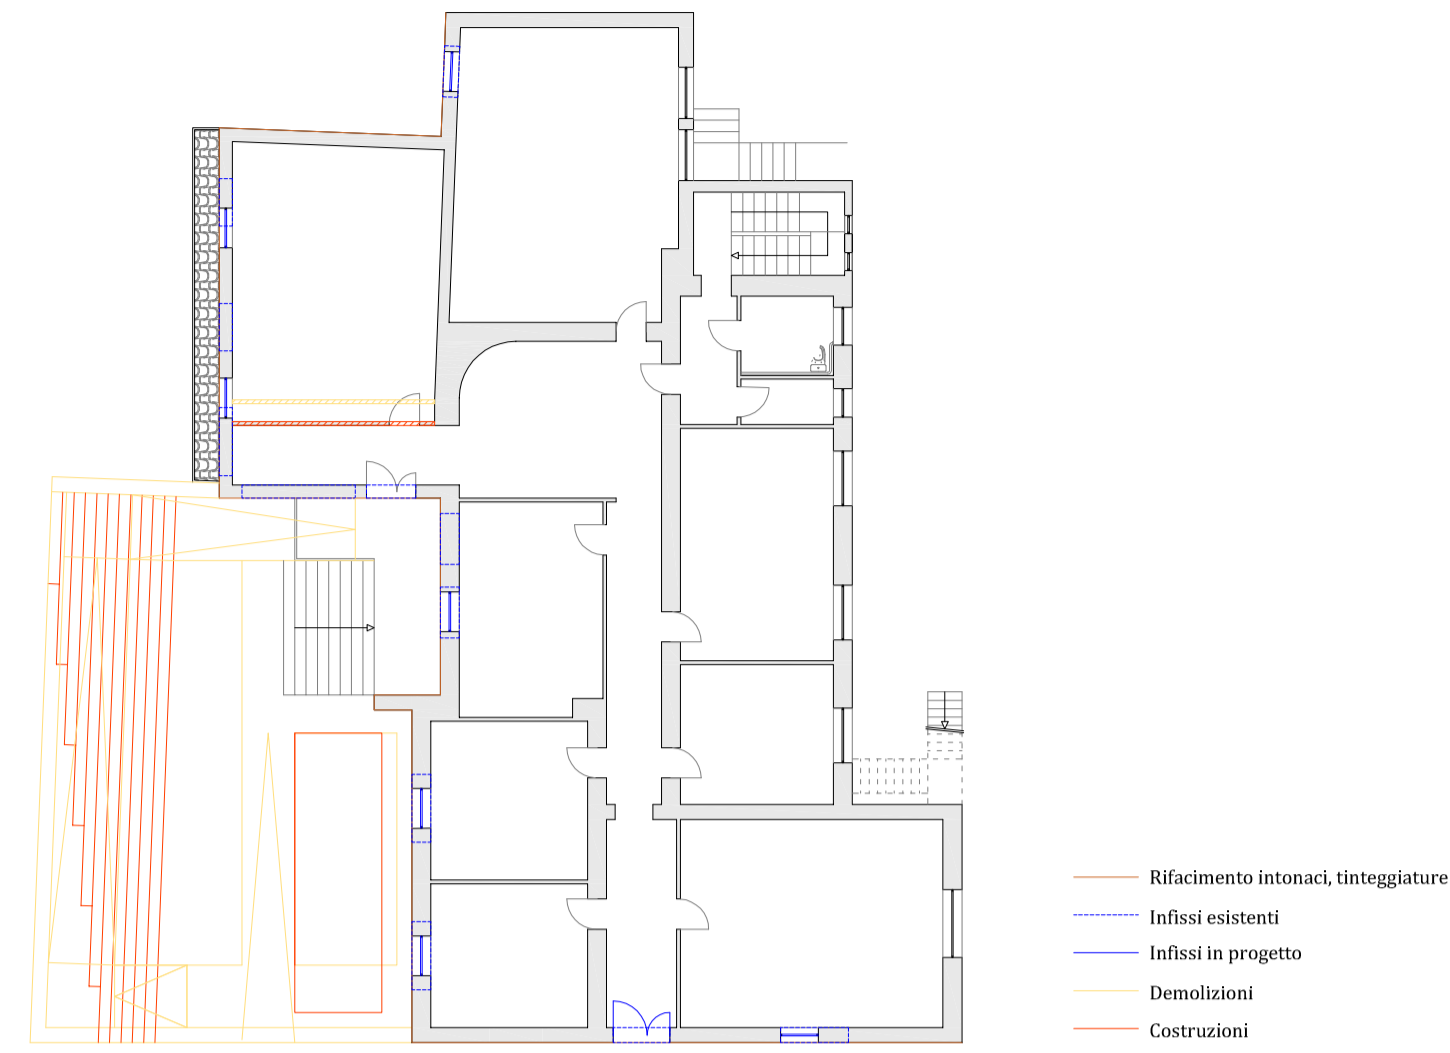 Rifacimento intonaci, tinteggiature
Infissi esistenti
Infissi in progetto
Demolizioni
Costruzioni